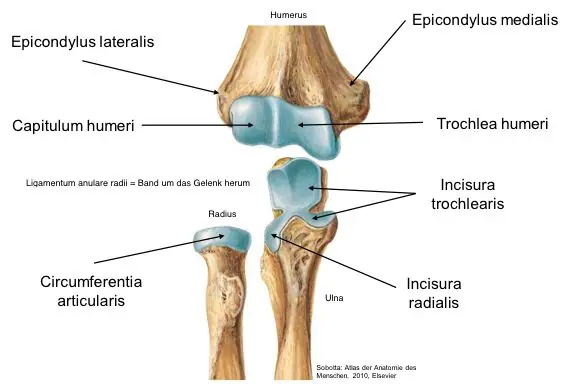 Humerus
Epicondylus medialis
Epicondylus lateralis
Capitulum humeri
Trochlea humeri
Ligamentum anulare radii = Band um das Gelenk herum
Incisura
trochlearis
Radius
Circumferentia
articularis
Incisura
radialis
Ulna
Sobotta: Atlas der Anatomie des
Menschen, 2010, Elsevier